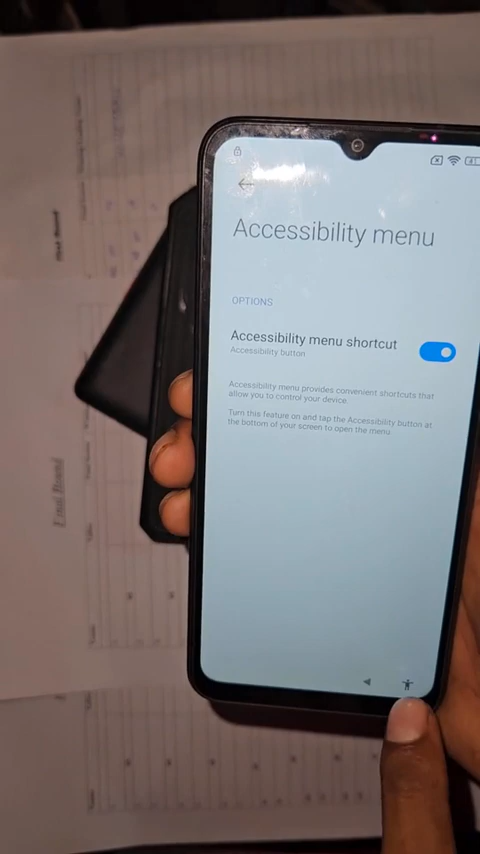 Accessibility menu
OPTIONS
Accessibility menu shortcut
Accessibility button
Accessibility menu provides convenient shortcuts that
allow you to control your device.
Turn this feature on and tap the Accessibility button at
the bottom of your screen to open the menu